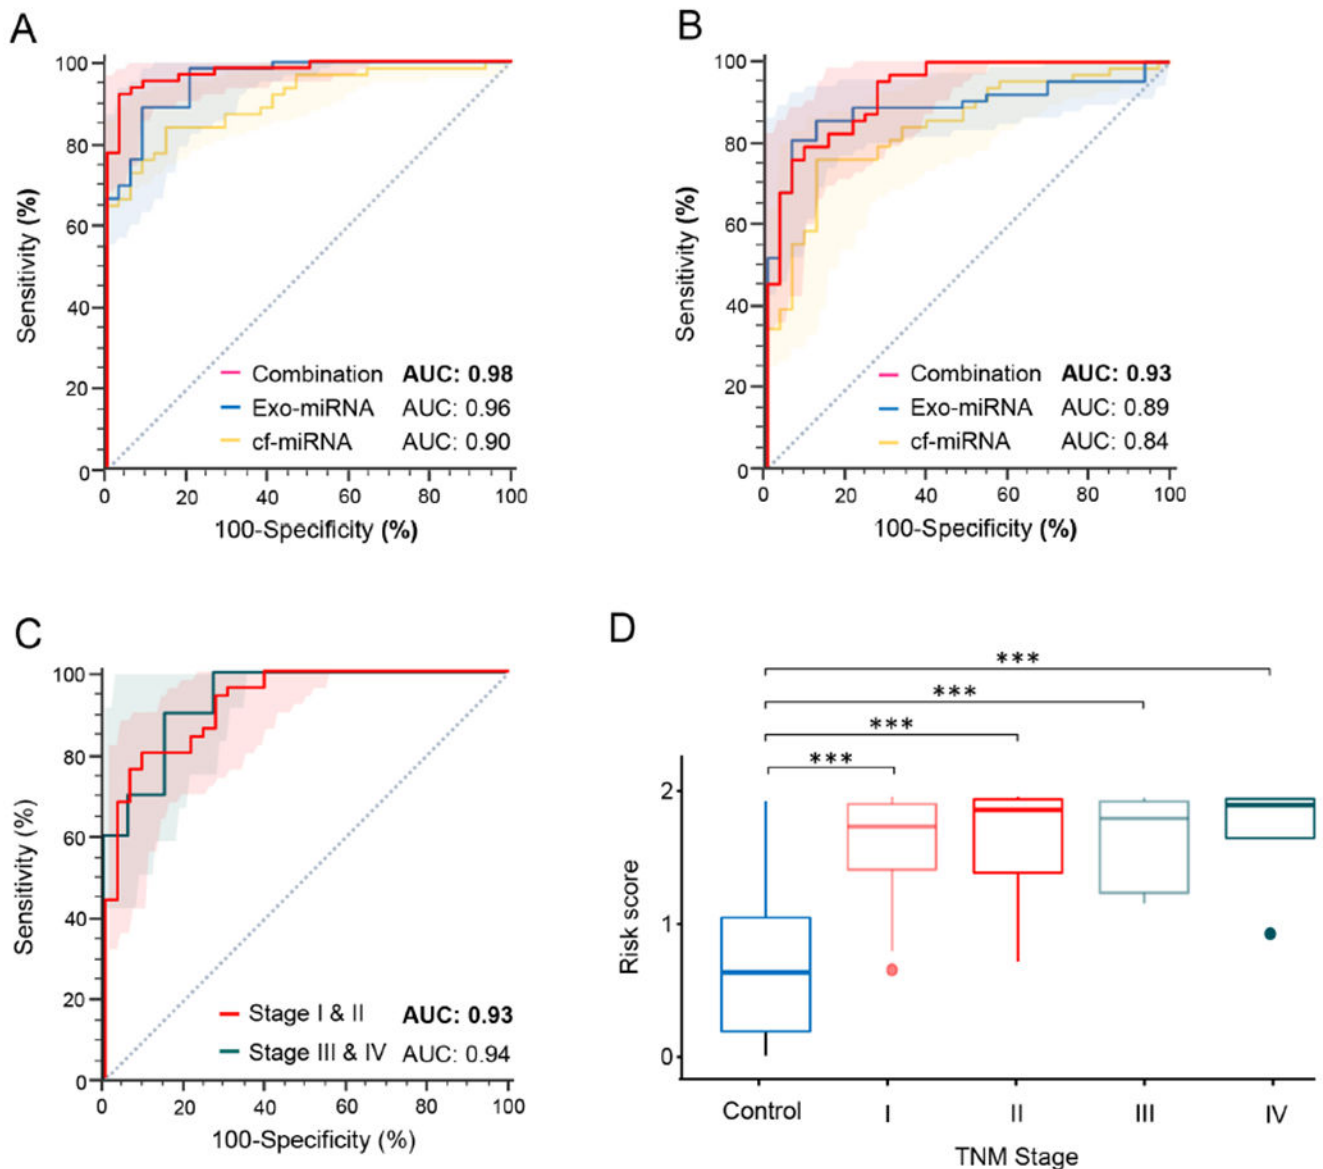 A
100
80
60
40
20
0
Sensitivity (%)
Combination AUC: 0.98
Exo-miRNA AUC: 0.96
cf-miRNA AUC: 0.90
0 20 40 60 80 100
100-Specificity (%)
B
100
80
60
40
20
0
Sensitivity (%)
Combination AUC: 0.93
Exo-miRNA AUC: 0.89
cf-miRNA AUC: 0.84
0 20 40 60 80 100
100-Specificity (%)
C
100
80
60
40
20
0
Sensitivity (%)
Stage I & II AUC: 0.93
Stage III & IV AUC: 0.94
0 20 40 60 80 100
100-Specificity (%)
D
***
***
***
***
2
1
0
Risk score
Control I II III IV
TNM Stage